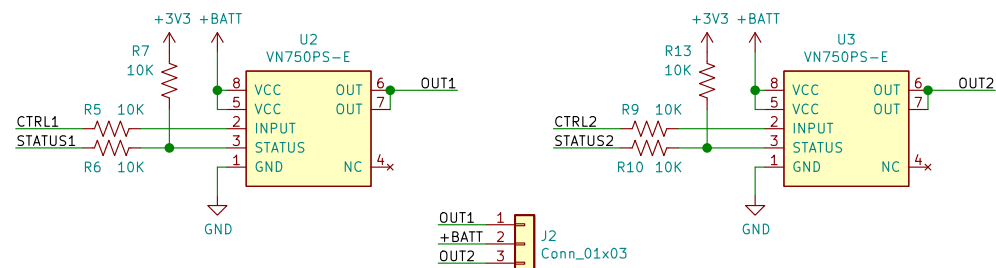 +3V3 +BATT
U2
VN750PS-E
R7
10K
8 VCC OUT 6 OUT1
5 VCC OUT 7
R5 10K
CTRL1 2 INPUT
STATUS1 3 STATUS
R6 10K
1 GND NC 4
GND
+3V3 +BATT
U3
VN750PS-E
R13
10K
8 VCC OUT 6 OUT2
5 VCC OUT 7
R9 10K
CTRL2 2 INPUT
STATUS2 3 STATUS
R10 10K
1 GND NC 4
GND
OUT1 1
+BATT 2
OUT2 3
J2
Conn_01x03